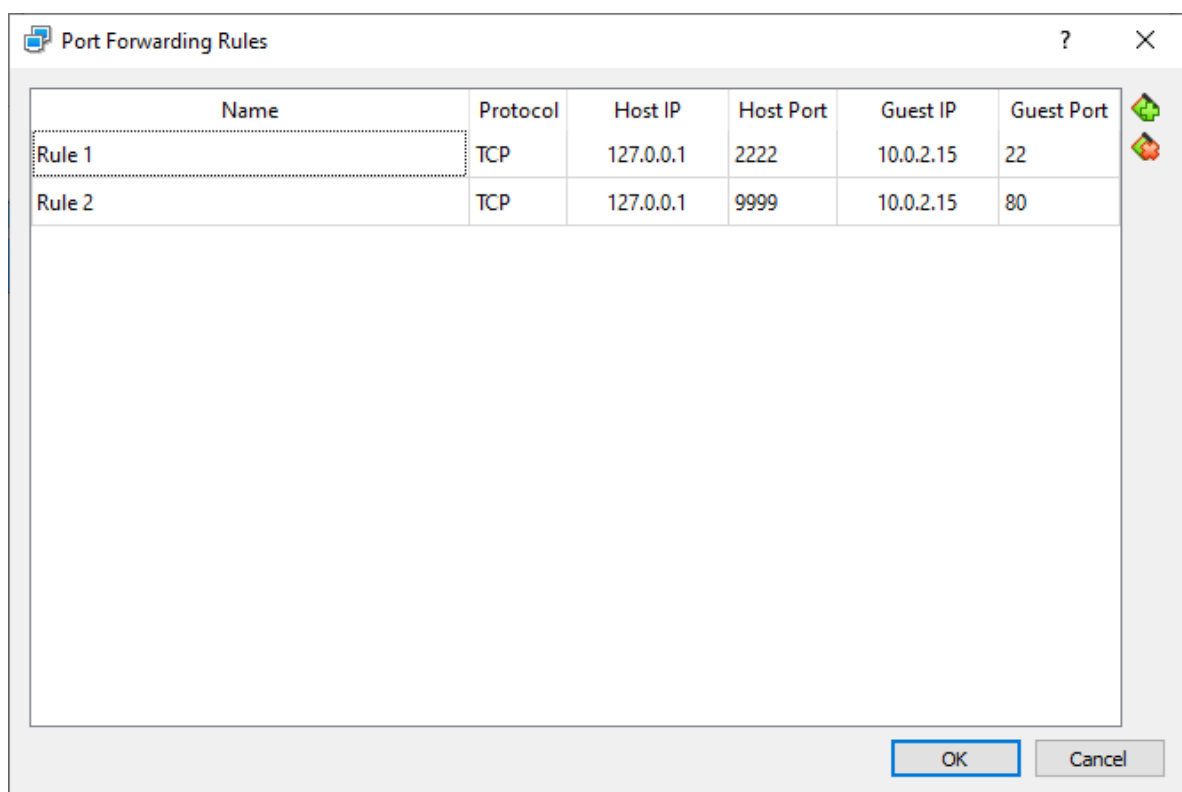 Port Forwarding Rules ?
Name Protocol Host IP Host Port Guest IP Guest Port
Rule 1 TCP 127.0.0.1 2222 10.0.2.15 22
Rule 2 TCP 127.0.0.1 9999 10.0.2.15 80
OK Cancel